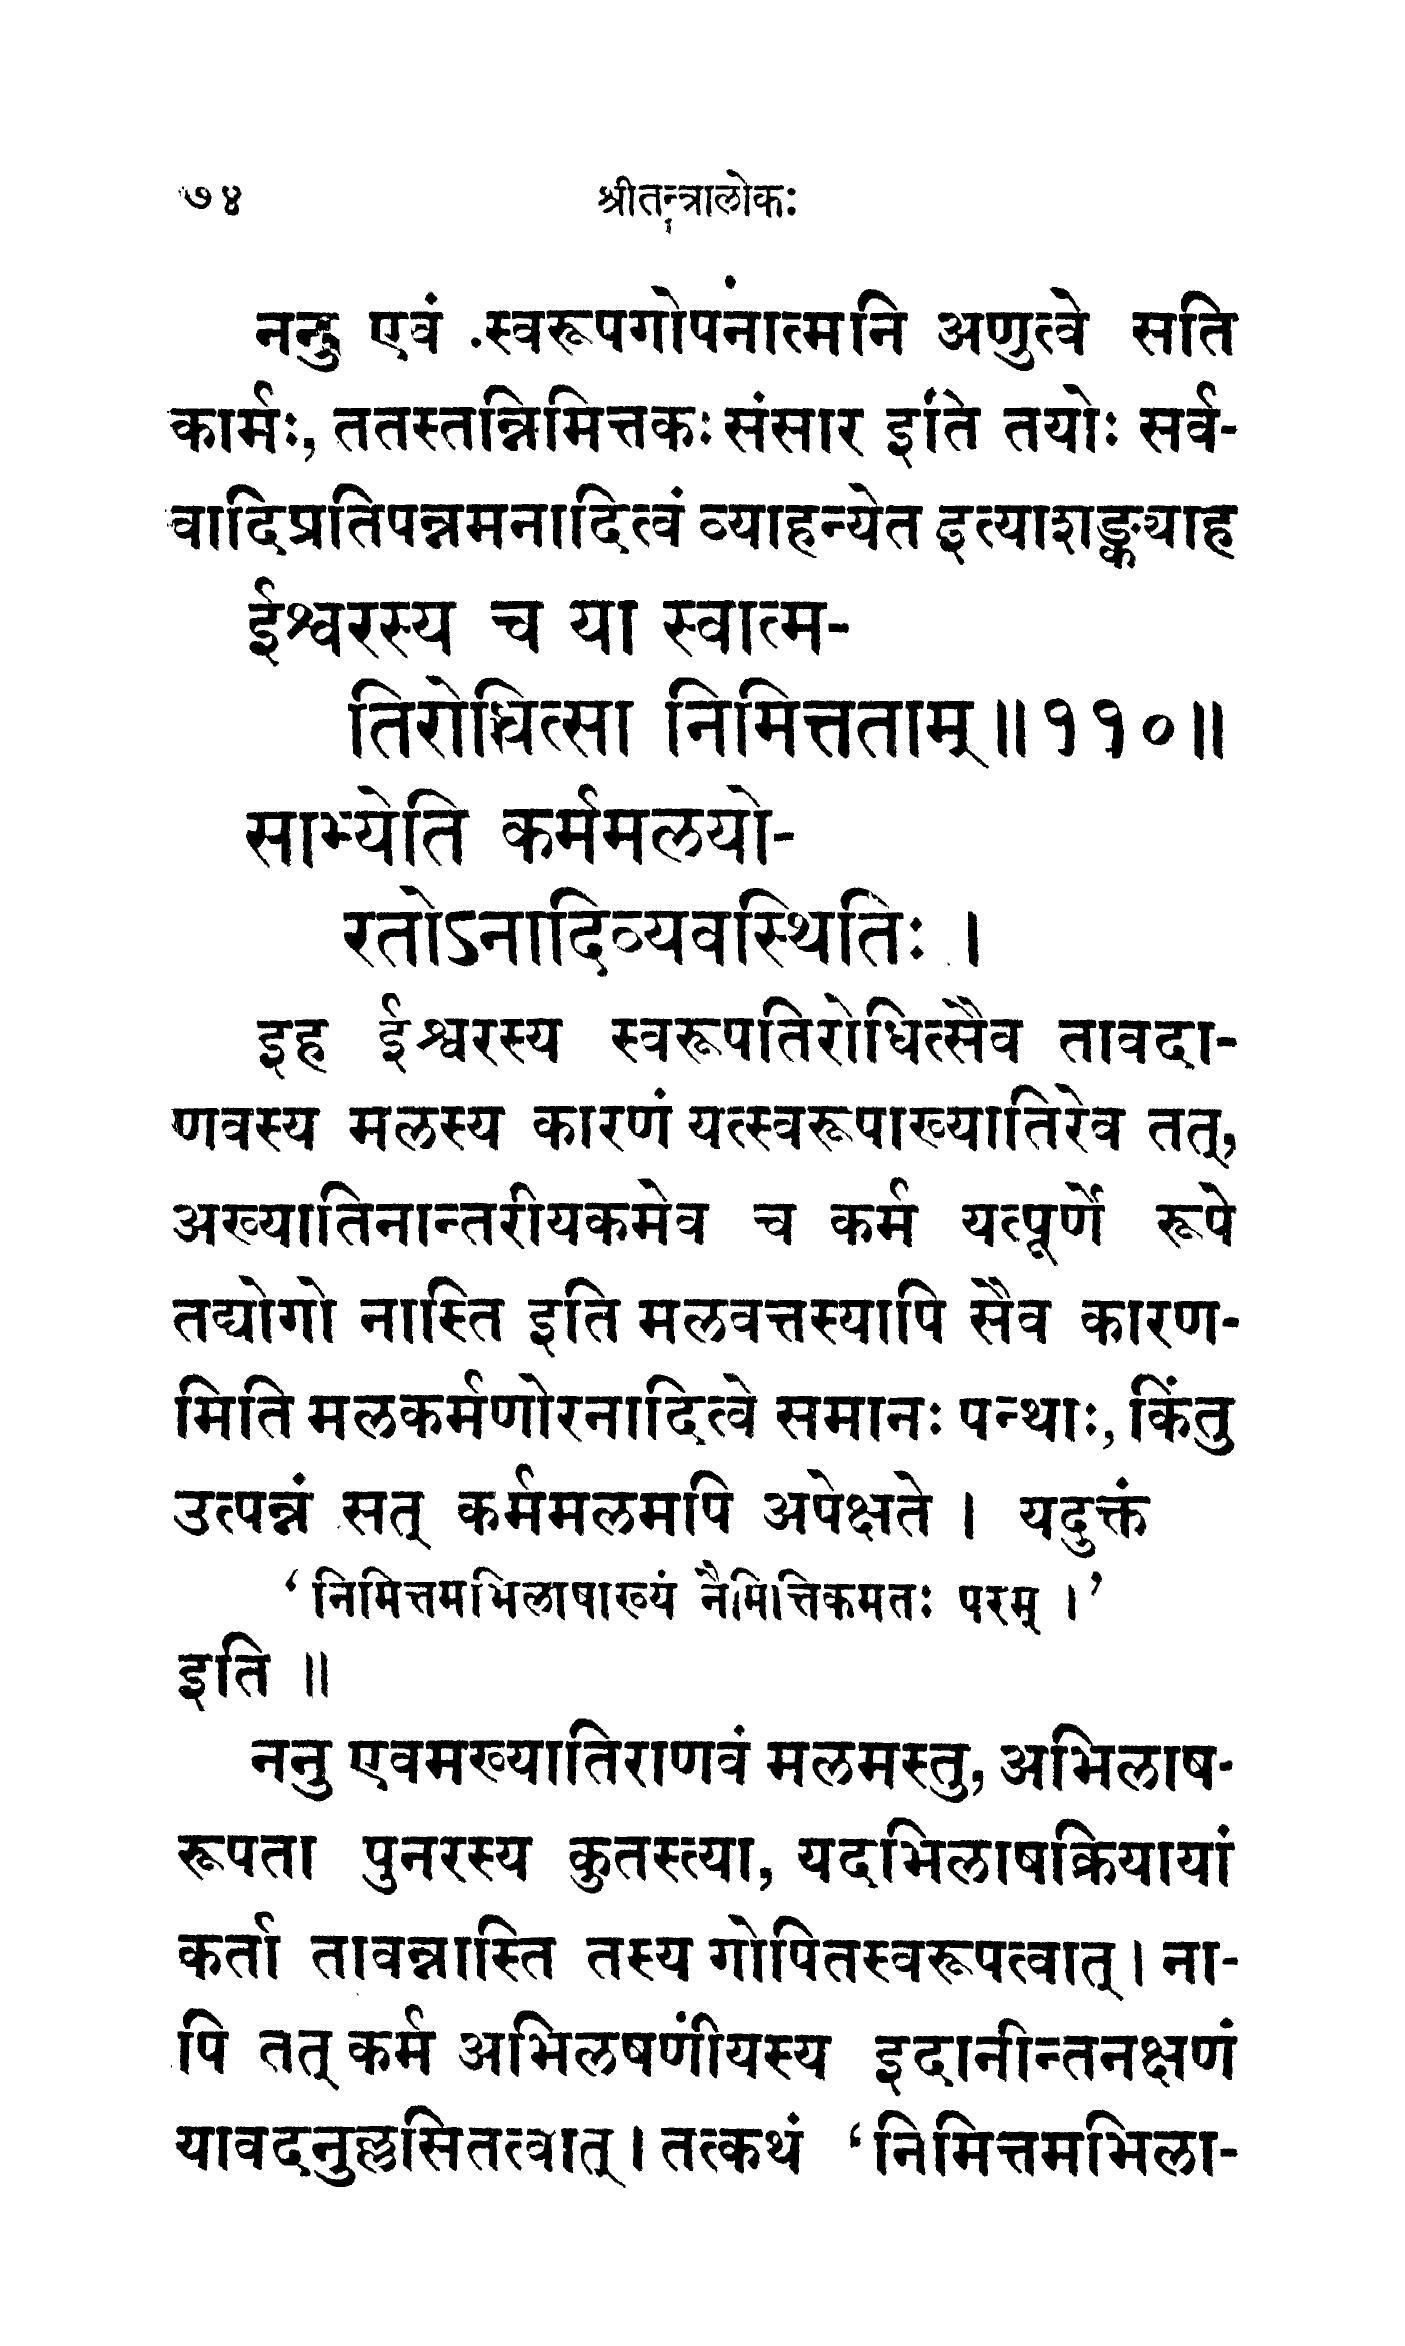 ७४ श्रीतन्त्रालोकः
ननु एवं स्वरूपगोपनात्मनि अणुत्वे सति
कार्मः, ततस्तन्निमित्तकः संसार इति तयोः सर्व-
वादिप्रतिपन्नमनादित्वं व्याहन्येत इत्याशङ्क्याह
ईश्वरस्य च या स्वात्म-
तिरोधित्सा निमित्तताम् ॥ ११० ॥
साभ्येति कर्ममलयो-
रतोऽनादिव्यवस्थितिः ।
इह ईश्वरस्य स्वरूपतिरोधित्सैव तावदा-
णवस्य मलस्य कारणं यत्स्वरूपाख्यातिरेव तत्,
अख्यातिनान्तरीयकमेव च कर्म यत्पूर्णे रूपे
तद्योगो नास्ति इति मलवत्तस्यापि सैव कारण-
मिति मलकर्मणोरनादित्वे समानः पन्थाः, किंतु
उत्पन्नं सत् कर्ममलमपि अपेक्षते । यदुक्तं
‘निमित्तमभिलाषाख्यं नैमित्तिकमतः परम् ।’
इति ॥
ननु एवमख्यातिराणवं मलमस्तु, अभिलाष-
रूपता पुनरस्य कुतस्त्या, यदभिलाषक्रियायां
कर्ता तावन्नास्ति तस्य गोपितस्वरूपत्वात् । ना-
पि तत् कर्म अभिलषणीयस्य इदानीन्तनक्षणं
यावदनुल्लसितत्वात् । तत्कथं ‘निमित्तमभिला-